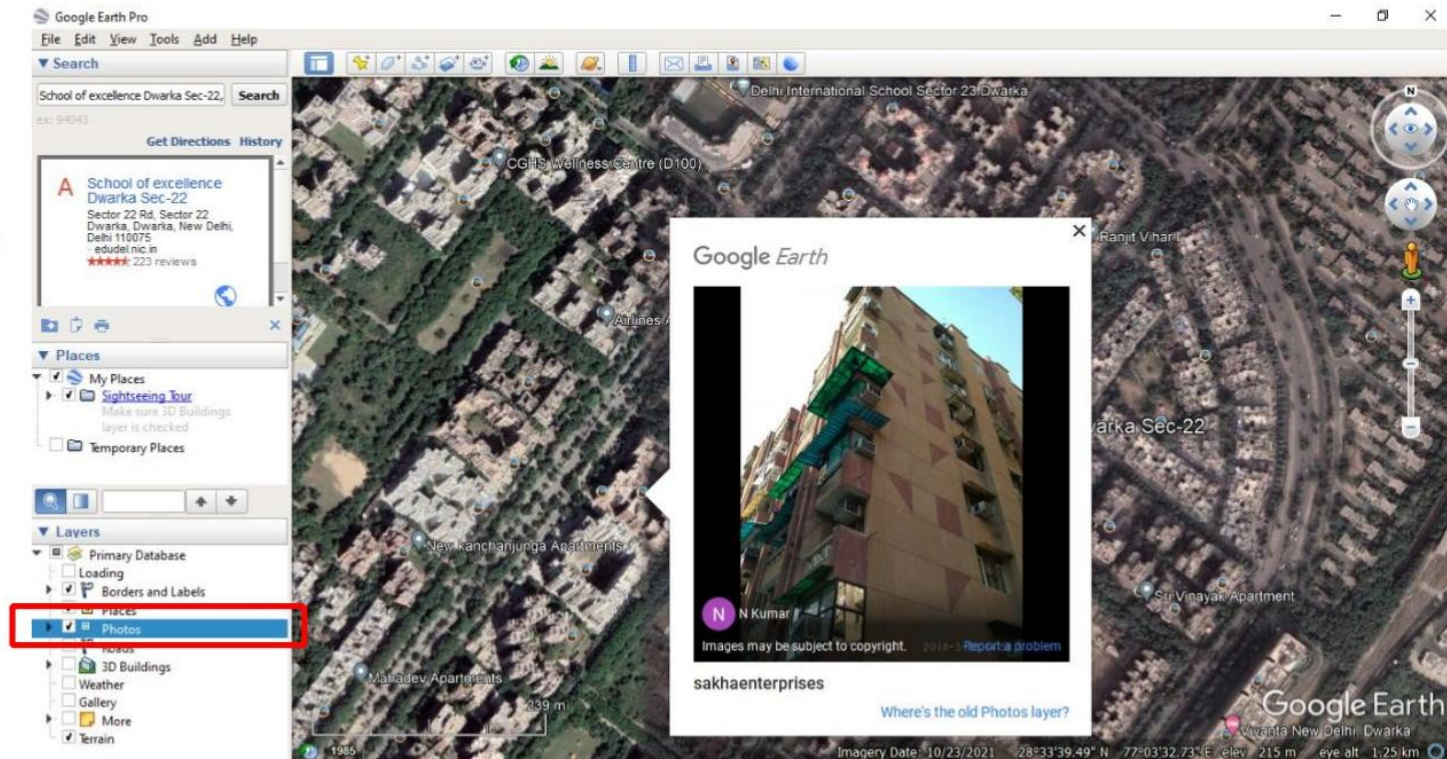 Google Earth Pro
File Edit View Tools Add Help
Search
School of excellence Dwarka Sec-22,
Search
ex: 94043
Get Directions History
A
School of excellence
Dwarka Sec-22
Sector 22 Rd, Sector 22
Dwarka, Dwarka, New Delhi,
Delhi 110075
- edudel.nic.in
223 reviews
Places
My Places
Sightseeing Tour
Make sure 3D Buildings
layer is checked
Temporary Places
Layers
Primary Database
Loading
Borders and Labels
Places
Photos
Roads
3D Buildings
Weather
Gallery
More
Terrain
Delhi International School Sector 23 Dwarka
CGHS Wellness Centre (D100)
N
Ranjit Vihar
Airlines
arka Sec-22
New kanchanjunga Apartments
Sri Vinayak Apartment
Mahadev Apartments
239 m
Google Earth
N
N Kumar
Images may be subject to copyright.
Report a problem
sakhaenterprises
Where's the old Photos layer?
Google Earth
Vivanta New Delhi, Dwarka
1985
Imagery Date: 10/23/2021 28°33'39.49" N 77°03'32.73" E elev 215 m eye alt 1.25 km